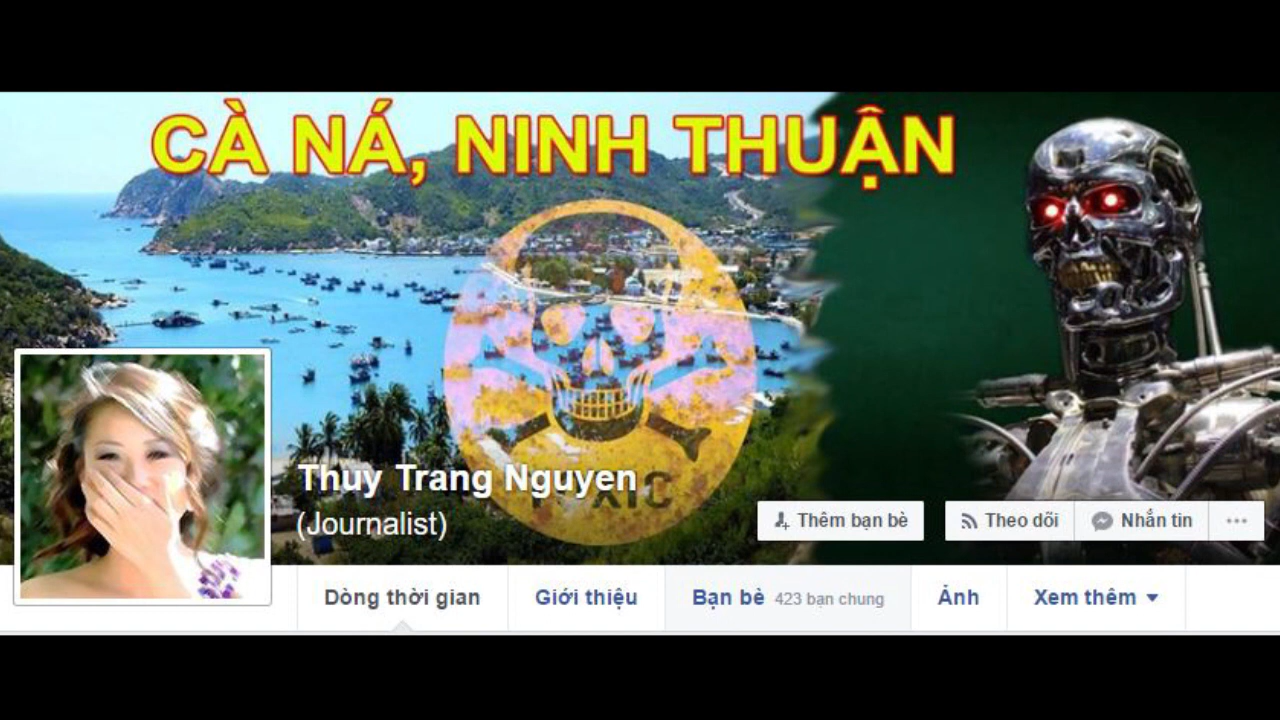 CÀ NÁ, NINH THUẬN
Thuy Trang Nguyen
(Journalist)
Thêm bạn bè
Theo dõi
Nhắn tin
Dòng thời gian
Giới thiệu
Bạn bè 423 bạn chung
Ảnh
Xem thêm